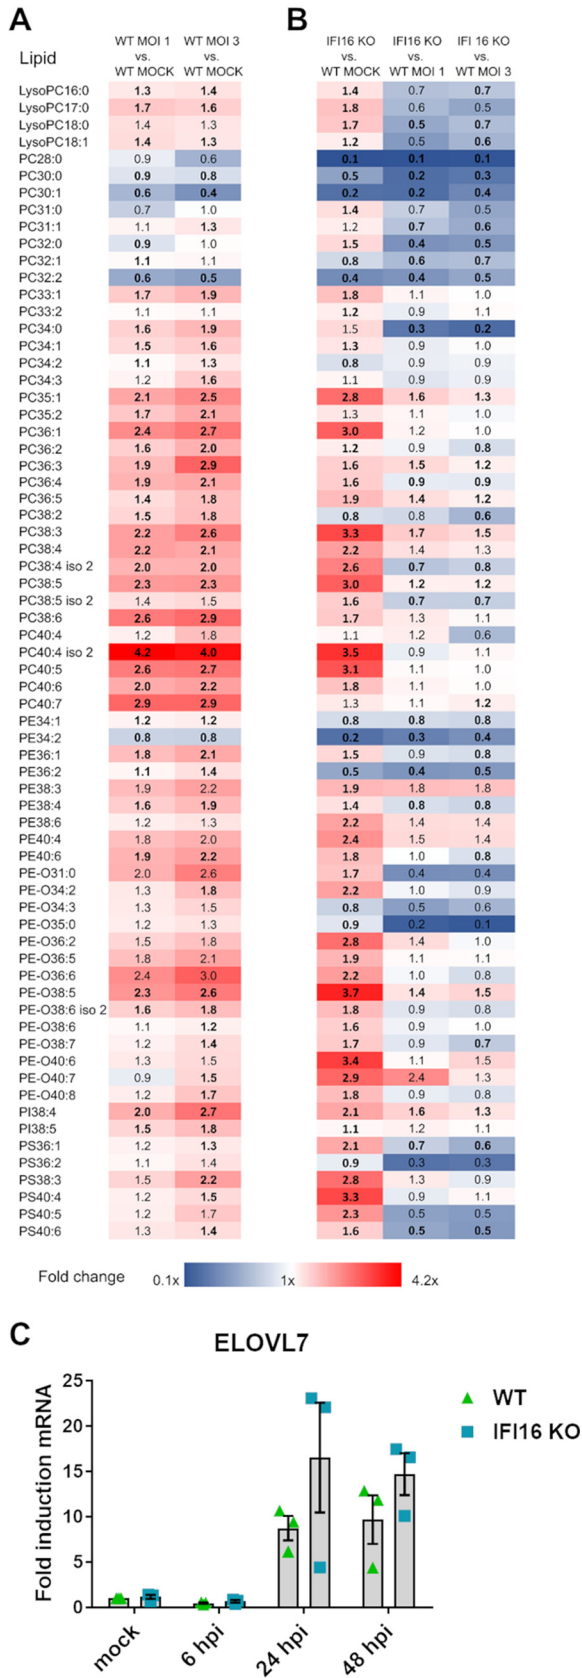 A
B
WT MOI 1 WT MOI 3
vs. vs.
WT MOCK WT MOCK
IFI16 KO IFI16 KO IFI 16 KO
vs. vs. vs.
WT MOCK WT MOI 1 WT MOI 3
Lipid
LysoPC16:0 1.3 1.4 1.4 0.7 0.7
LysoPC17:0 1.7 1.6 1.8 0.6 0.5
LysoPC18:0 1.4 1.3 1.7 0.5 0.7
LysoPC18:1 1.4 1.3 1.2 0.5 0.6
PC28:0 0.9 0.6 0.1 0.1 0.1
PC30:0 0.9 0.8 0.5 0.2 0.3
PC30:1 0.6 0.4 0.2 0.2 0.4
PC31:0 0.7 1.0 1.4 0.7 0.5
PC31:1 1.1 1.3 1.2 0.7 0.6
PC32:0 0.9 1.0 1.5 0.4 0.5
PC32:1 1.1 1.1 0.8 0.6 0.7
PC32:2 0.6 0.5 0.4 0.4 0.5
PC33:1 1.7 1.9 1.8 1.1 1.0
PC33:2 1.1 1.1 1.2 0.9 1.1
PC34:0 1.6 1.9 1.5 0.3 0.2
PC34:1 1.5 1.6 1.3 0.9 1.0
PC34:2 1.1 1.3 0.8 0.9 0.9
PC34:3 1.2 1.6 1.1 0.9 0.9
PC35:1 2.1 2.5 2.8 1.6 1.3
PC35:2 1.7 2.1 1.3 1.1 1.0
PC36:1 2.4 2.7 3.0 1.2 1.0
PC36:2 1.6 2.0 1.2 0.9 0.8
PC36:3 1.9 2.9 1.6 1.5 1.2
PC36:4 1.9 2.1 1.6 0.9 0.9
PC36:5 1.4 1.8 1.9 1.4 1.2
PC38:2 1.5 1.8 0.8 0.8 0.6
PC38:3 2.2 2.6 3.3 1.7 1.5
PC38:4 2.2 2.1 2.2 1.4 1.3
PC38:4 iso 2 2.0 2.0 2.6 0.7 0.8
PC38:5 2.3 2.3 3.0 1.2 1.2
PC38:5 iso 2 1.4 1.5 1.6 0.7 0.7
PC38:6 2.6 2.9 1.7 1.3 1.1
PC40:4 1.2 1.8 1.1 1.2 0.6
PC40:4 iso 2 4.2 4.0 3.5 0.9 1.1
PC40:5 2.6 2.7 3.1 1.1 1.0
PC40:6 2.0 2.2 1.8 1.1 1.0
PC40:7 2.9 2.9 1.3 1.1 1.2
PE34:1 1.2 1.2 0.8 0.8 0.8
PE34:2 0.8 0.8 0.2 0.3 0.4
PE36:1 1.8 2.1 1.5 0.9 0.8
PE36:2 1.1 1.4 0.5 0.4 0.5
PE38:3 1.9 2.2 1.9 1.8 1.8
PE38:4 1.6 1.9 1.4 0.8 0.8
PE38:6 1.2 1.3 2.2 1.4 1.4
PE40:4 1.8 2.0 2.4 1.5 1.4
PE40:6 1.9 2.2 1.8 1.0 0.8
PE-O31:0 2.0 2.6 1.7 0.4 0.4
PE-O34:2 1.3 1.8 2.2 1.0 0.9
PE-O34:3 1.3 1.5 0.8 0.5 0.6
PE-O35:0 1.2 1.3 0.9 0.2 0.1
PE-O36:2 1.5 1.8 2.8 1.4 1.0
PE-O36:5 1.8 2.1 1.9 1.1 1.1
PE-O36:6 2.4 3.0 2.2 1.0 0.8
PE-O38:5 2.3 2.6 3.7 1.4 1.5
PE-O38:6 iso 2 1.6 1.8 1.8 0.9 0.8
PE-O38:6 1.1 1.2 1.6 0.9 1.0
PE-O38:7 1.2 1.4 1.7 0.9 0.7
PE-O40:6 1.3 1.5 3.4 1.1 1.5
PE-O40:7 0.9 1.5 2.9 2.4 1.3
PE-O40:8 1.2 1.7 1.8 0.9 0.8
PI38:4 2.0 2.7 2.1 1.6 1.3
PI38:5 1.5 1.8 1.1 1.2 1.1
PS36:1 1.2 1.3 2.1 0.7 0.6
PS36:2 1.1 1.4 0.9 0.3 0.3
PS38:3 1.5 2.2 2.8 1.3 0.9
PS40:4 1.2 1.5 3.3 0.9 1.1
PS40:5 1.2 1.7 2.3 0.5 0.5
PS40:6 1.3 1.4 1.6 0.5 0.5
Fold change 0.1x 1x 4.2x
C
ELOVL7
Fold induction mRNA
25
20
15
10
5
0
mock 6 hpi 24 hpi 48 hpi
WT
IFI16 KO